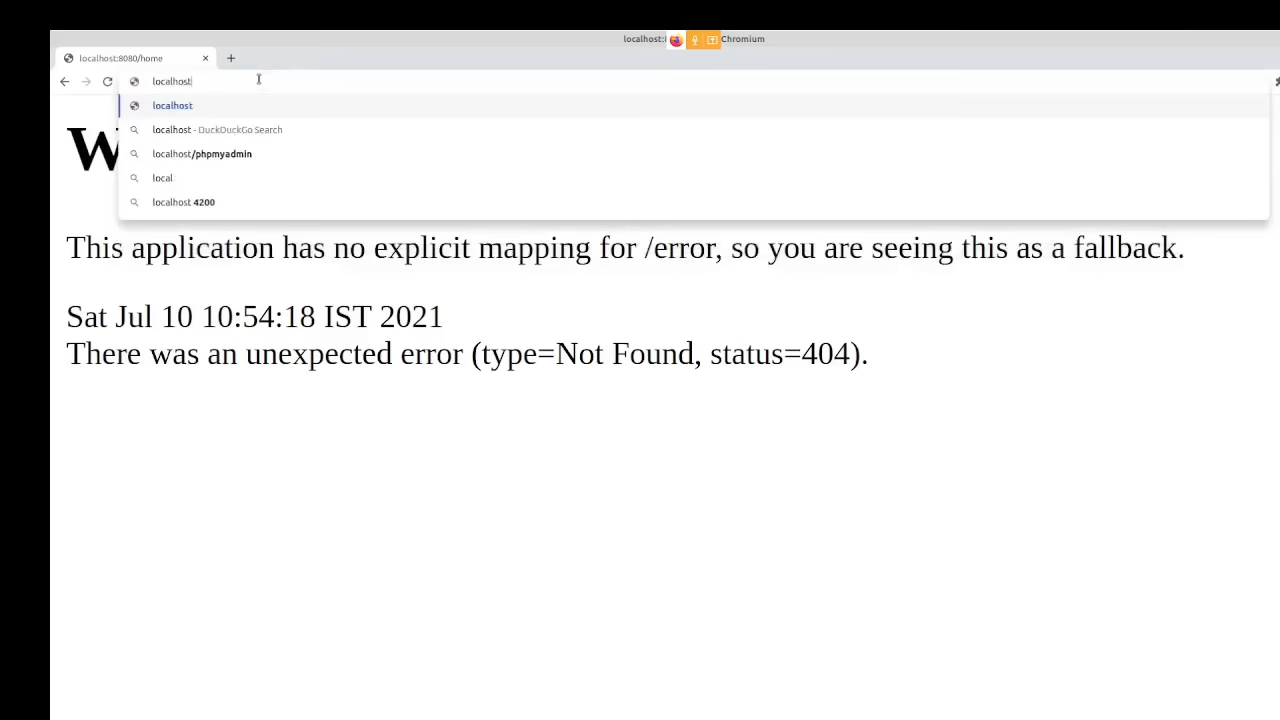 localhost: Chromium
localhost:8080/home
localhost
localhost
localhost - DuckDuckGo Search
localhost/phpmyadmin
local
localhost 4200
W
This application has no explicit mapping for /error, so you are seeing this as a fallback.
Sat Jul 10 10:54:18 IST 2021
There was an unexpected error (type=Not Found, status=404).